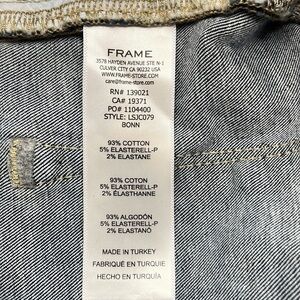 FRAME
3578 HAYDEN AVENUE STE N-1
CULVER CITY CA 90232 USA
WWW.FRAME-STORE.COM
care@frame-store.com
RN# 139021
CA# 19371
PO# 1104400
STYLE: LSJC079
BONN
93% COTTON
5% ELASTERELL-P
2% ELASTANE
93% COTON
5% ELASTERELL-P
2% ÉLASTHANNE
93% ALGODÓN
5% ELASTERELL-P
2% ELASTANO
MADE IN TURKEY
FABRIQUÉ EN TURQUIE
HECHO EN TURQUÍA